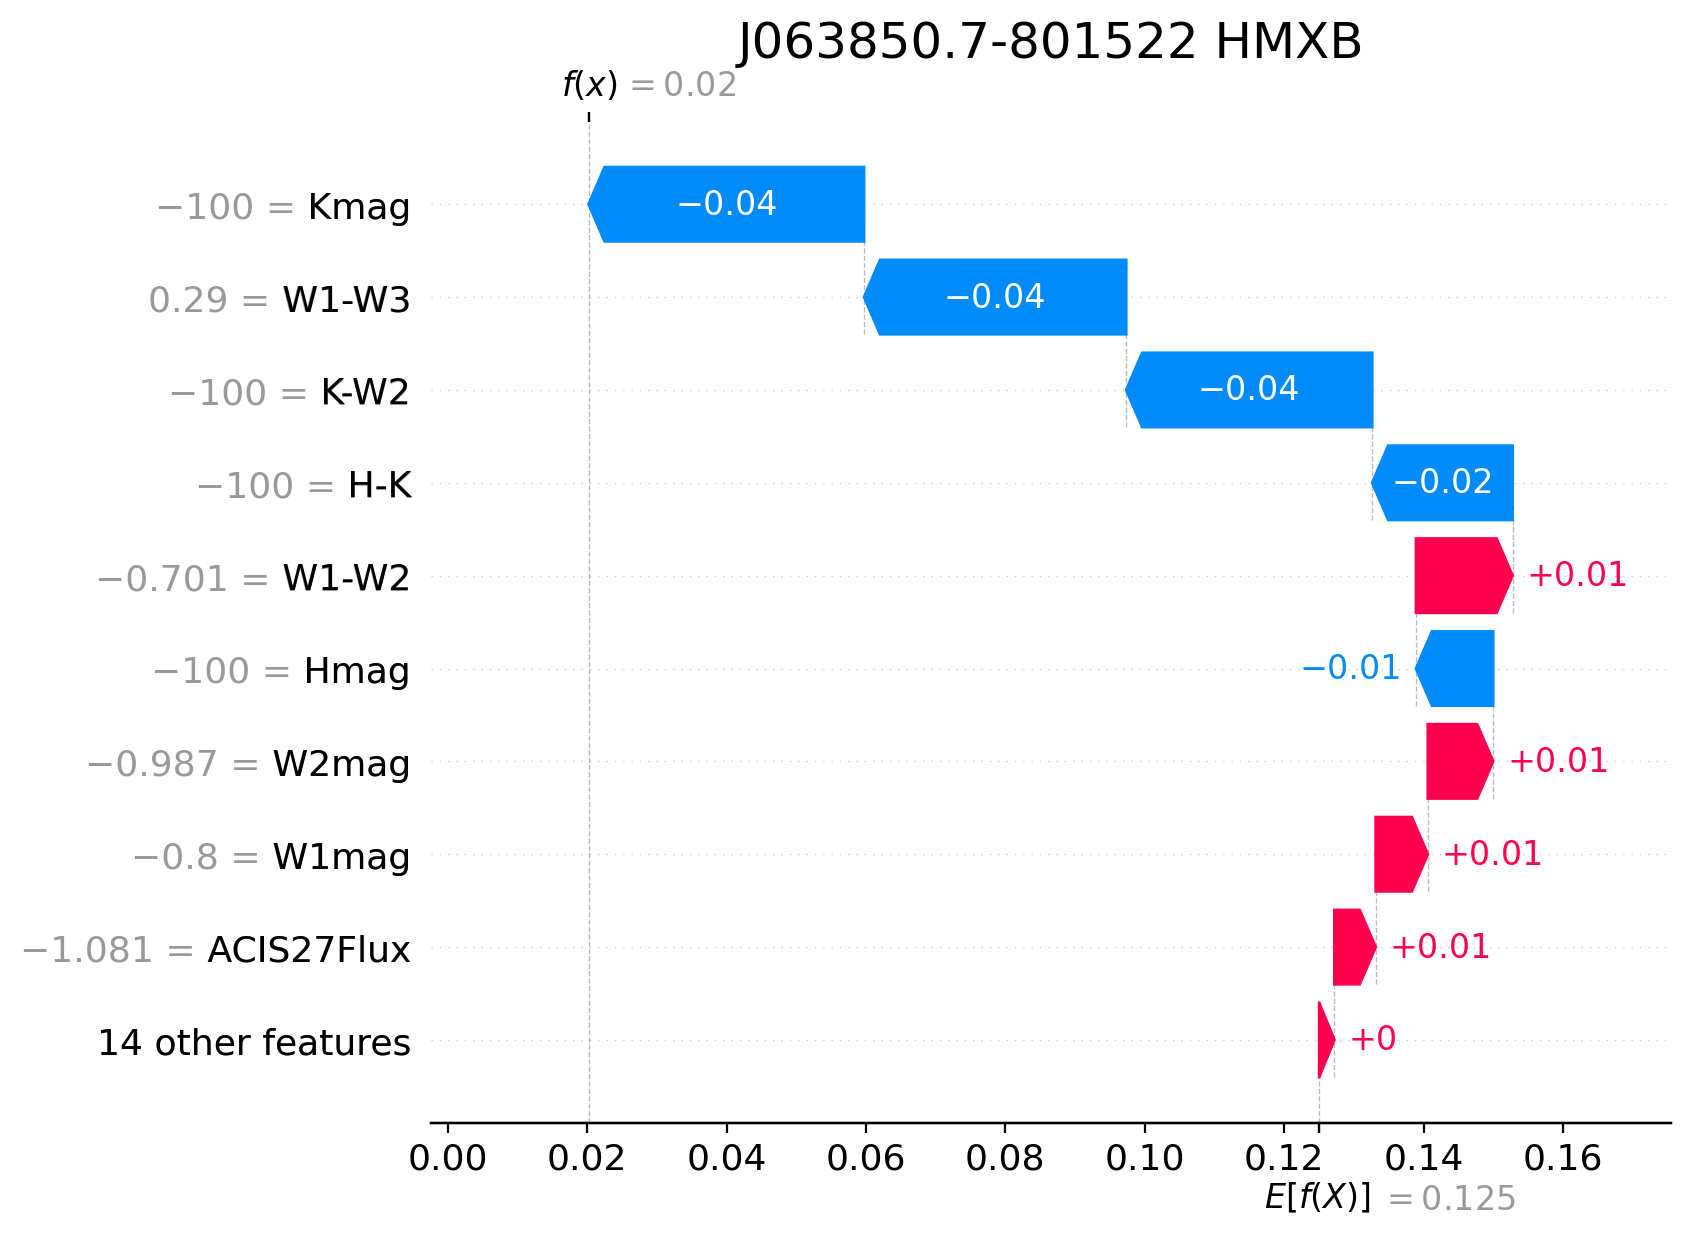 J063850.7-801522 HMXB
f(x) = 0.02
−100 = Kmag −0.04
0.29 = W1-W3 −0.04
−100 = K-W2 −0.04
−100 = H-K −0.02
−0.701 = W1-W2 +0.01
−100 = Hmag −0.01
−0.987 = W2mag +0.01
−0.8 = W1mag +0.01
−1.081 = ACIS27Flux +0.01
14 other features +0
0.00 0.02 0.04 0.06 0.08 0.10 0.12 0.14 0.16
E[f(X)] = 0.125